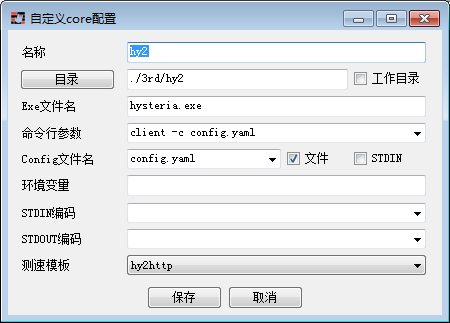 自定义core配置
名称 hy2
目录 ./3rd/hy2 工作目录
Exe文件名 hysteria.exe
命令行参数 client -c config.yaml
Config文件名 config.yaml 文件 STDIN
环境变量
STDIN编码
STDOUT编码
测速模板 hy2http
保存 取消